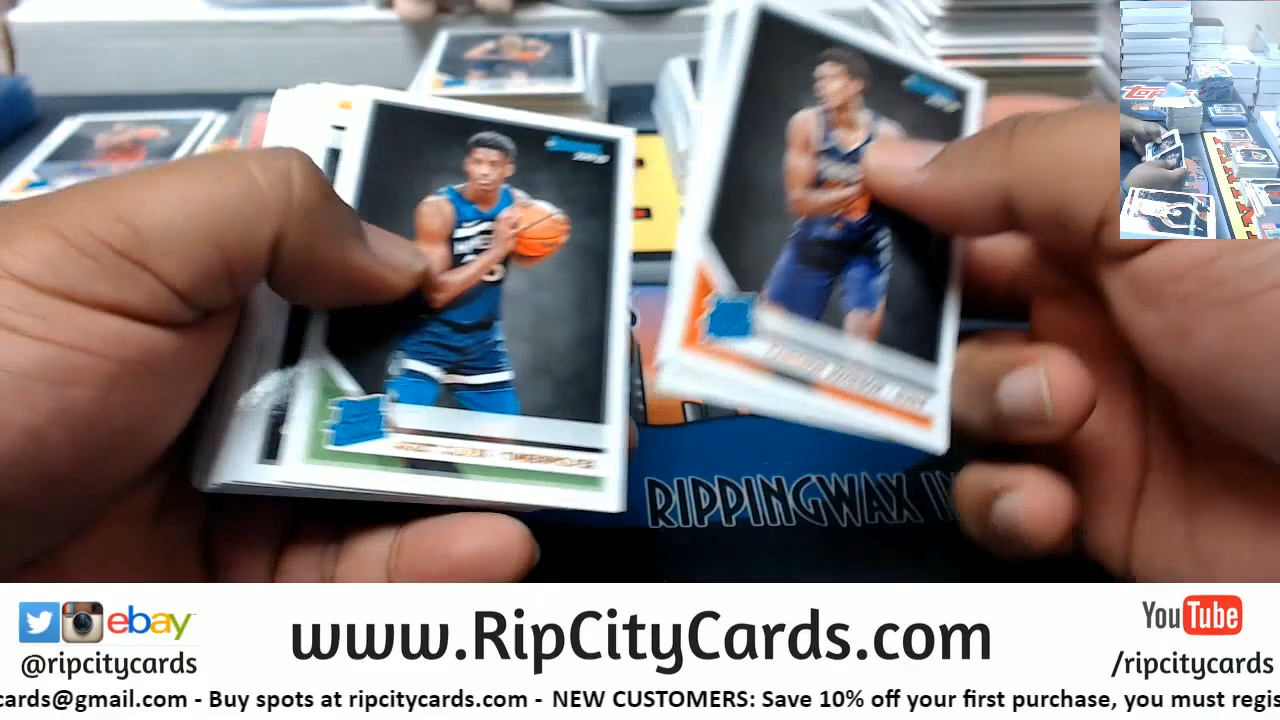 RIPPINGWAX IN
ebay
@ripcitycards
www.RipCityCards.com
YouTube
/ripcitycards
cards@gmail.com - Buy spots at ripcitycards.com - NEW CUSTOMERS: Save 10% off your first purchase, you must regis